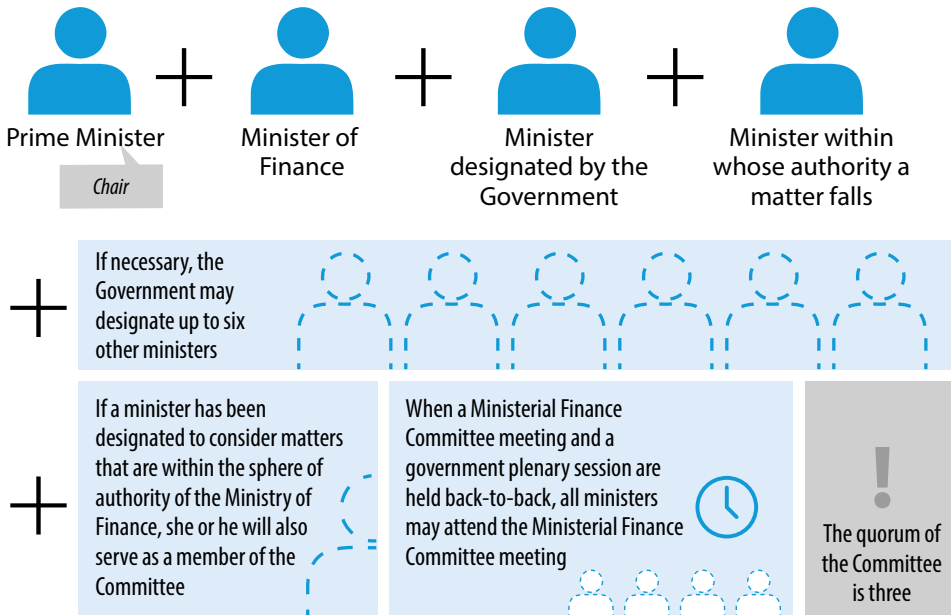 Prime Minister
Chair
Minister of
Finance
Minister
designated by the
Government
Minister within
whose authority a
matter falls
If necessary, the
Government may
designate up to six
other ministers
If a minister has been
designated to consider matters
that are within the sphere of
authority of the Ministry of
Finance, she or he will also
serve as a member of the
Committee
When a Ministerial Finance
Committee meeting and a
government plenary session are
held back-to-back, all ministers
may attend the Ministerial Finance
Committee meeting
!
The quorum of
the Committee
is three